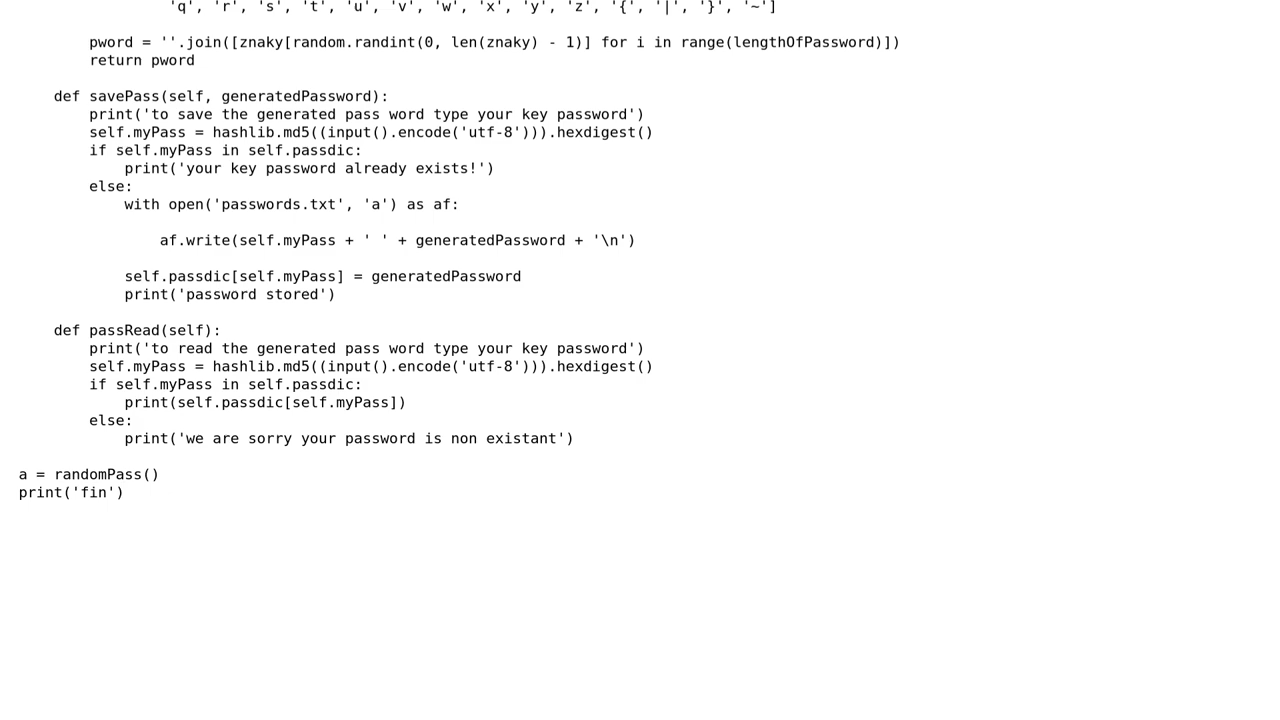 'q', 'r', 's', 't', 'u', 'v', 'w', 'x', 'y', 'z', '{', '|', '}', '~']
pword = ''.join([znaky[random.randint(0, len(znaky) - 1)] for i in range(lengthOfPassword)])
return pword
def savePass(self, generatedPassword):
print('to save the generated pass word type your key password')
self.myPass = hashlib.md5((input().encode('utf-8'))).hexdigest()
if self.myPass in self.passdic:
print('your key password already exists!')
else:
with open('passwords.txt', 'a') as af:
af.write(self.myPass + ' ' + generatedPassword + '\n')
self.passdic[self.myPass] = generatedPassword
print('password stored')
def passRead(self):
print('to read the generated pass word type your key password')
self.myPass = hashlib.md5((input().encode('utf-8'))).hexdigest()
if self.myPass in self.passdic:
print(self.passdic[self.myPass])
else:
print('we are sorry your password is non existant')
a = randomPass()
print('fin')